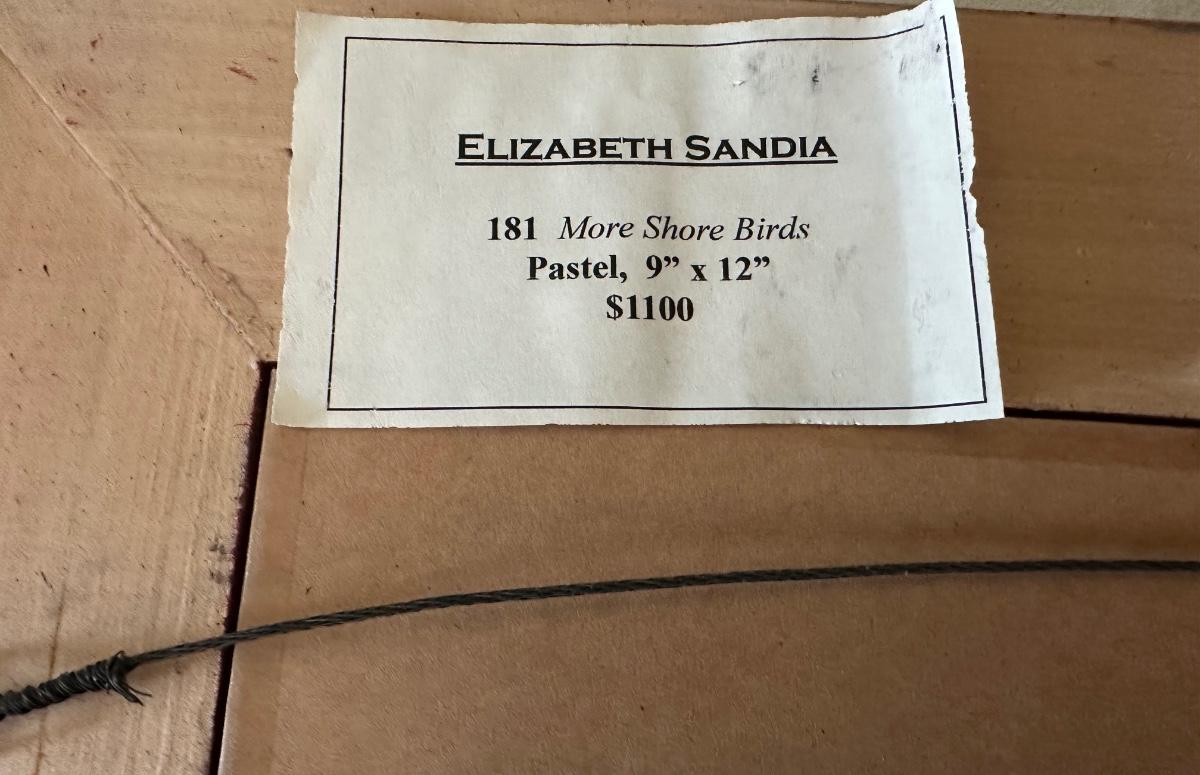 ELIZABETH SANDIA
181 More Shore Birds
Pastel, 9” x 12”
$1100